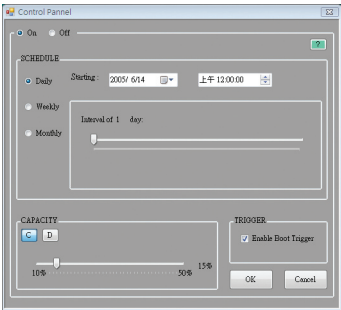 Control Pannel
On Off
?
SCHEDULE
Daily Starting : 2005/ 6/14 上午 12:00:00
Weekly
Monthly
Interval of 1 day:
CAPACITY
C D
10% 50% 15%
TRIGGER
Enable Boot Trigger
OK Cancel